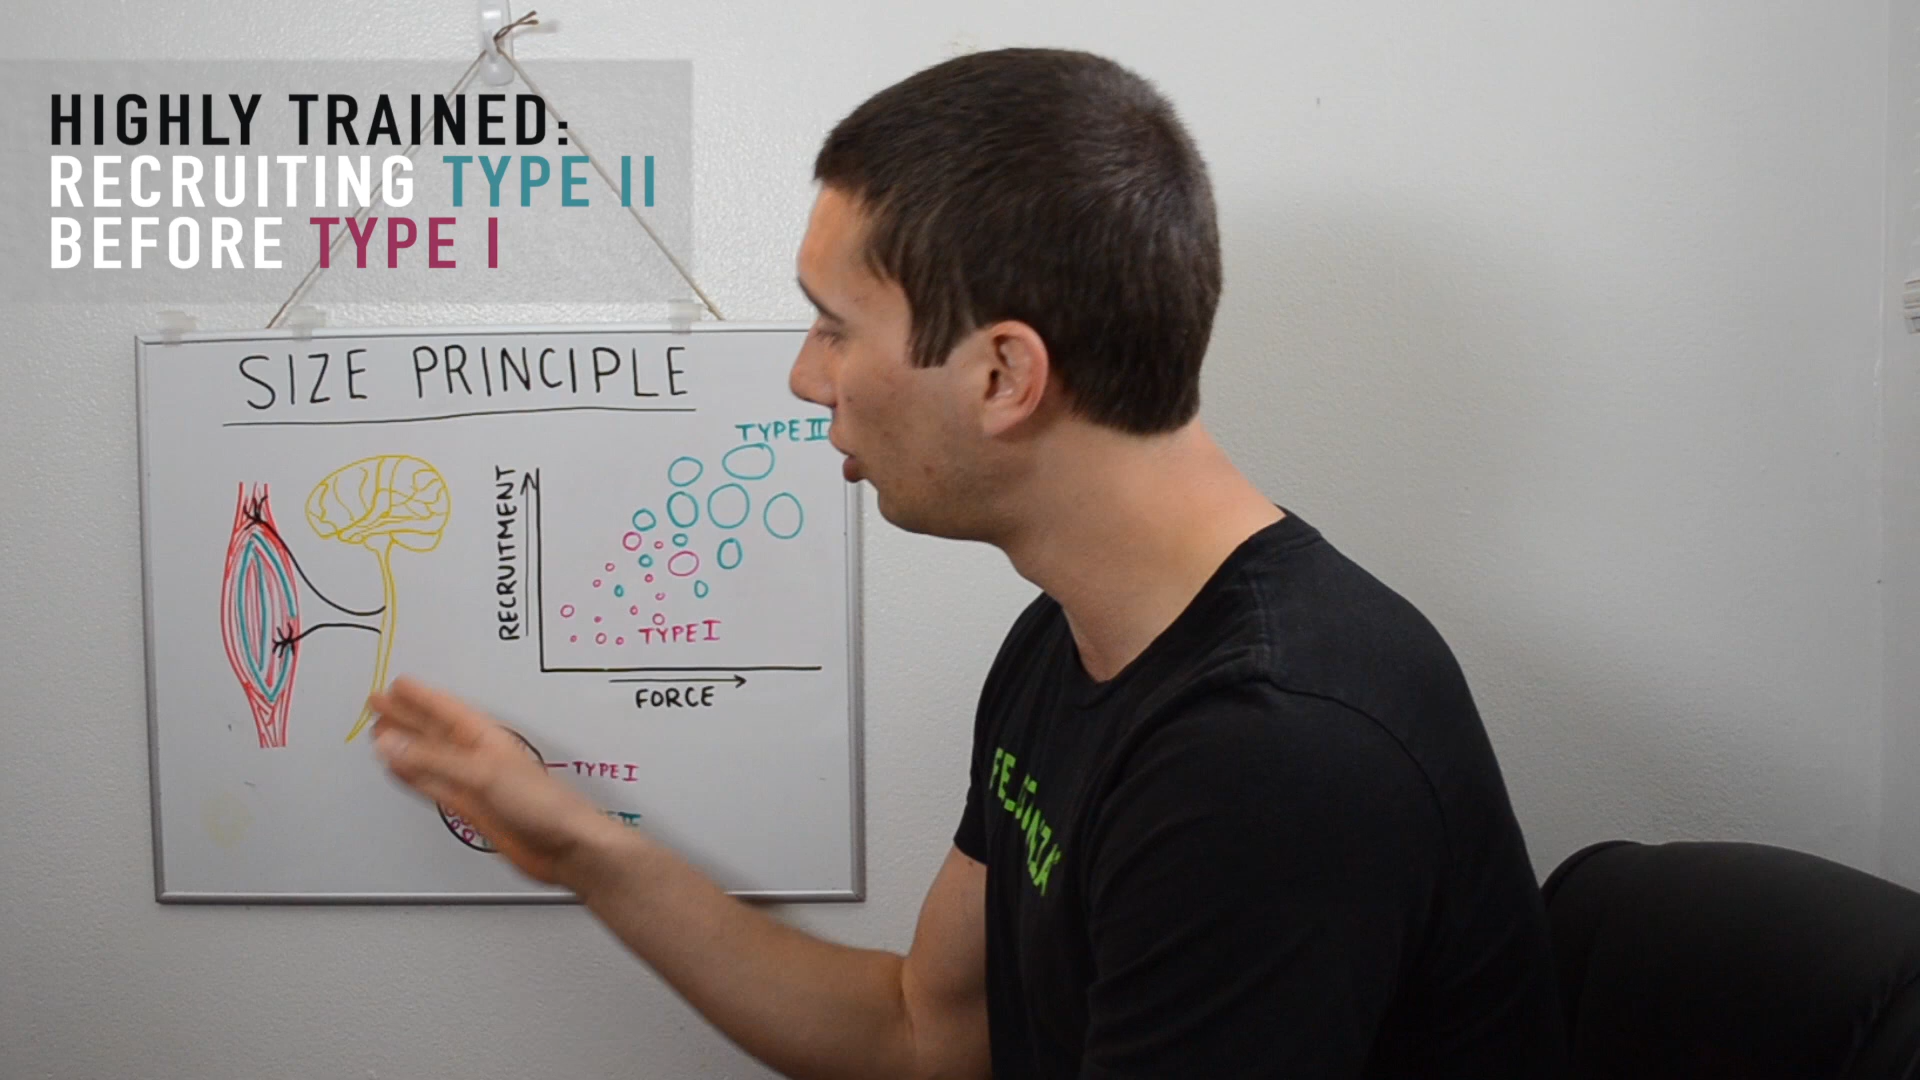 HIGHLY TRAINED:
RECRUITING TYPE II
BEFORE TYPE I
SIZE PRINCIPLE
TYPE II
RECRUITMENT
TYPE I
FORCE
TYPE I